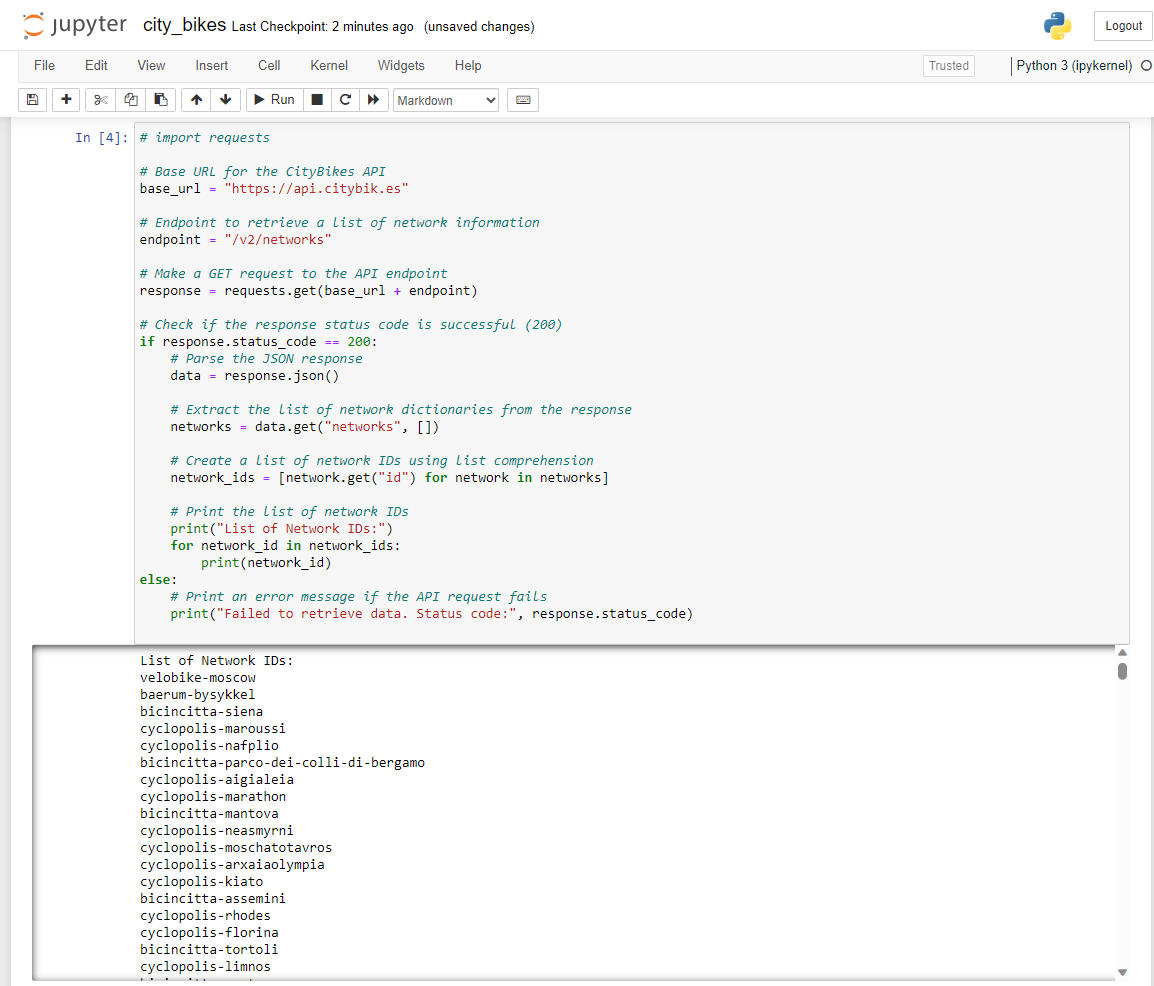 jupyter city_bikes Last Checkpoint: 2 minutes ago (unsaved changes) Logout
File Edit View Insert Cell Kernel Widgets Help Trusted Python 3 (ipykernel)
Run Markdown
In [4]: # import requests
# Base URL for the CityBikes API
base_url = "https://api.citybik.es"
# Endpoint to retrieve a list of network information
endpoint = "/v2/networks"
# Make a GET request to the API endpoint
response = requests.get(base_url + endpoint)
# Check if the response status code is successful (200)
if response.status_code == 200:
    # Parse the JSON response
    data = response.json()
    # Extract the list of network dictionaries from the response
    networks = data.get("networks", [])
    # Create a list of network IDs using list comprehension
    network_ids = [network.get("id") for network in networks]
    # Print the list of network IDs
    print("List of Network IDs:")
    for network_id in network_ids:
        print(network_id)
else:
    # Print an error message if the API request fails
    print("Failed to retrieve data. Status code:", response.status_code)
List of Network IDs:
velobike-moscow
baerum-bysykkel
bicincitta-siena
cyclopolis-maroussi
cyclopolis-nafplio
bicincitta-parco-dei-colli-di-bergamo
cyclopolis-aigialeia
cyclopolis-marathon
bicincitta-mantova
cyclopolis-neasmyrni
cyclopolis-moschatotavros
cyclopolis-arxaiaolympia
cyclopolis-kiato
bicincitta-assemini
cyclopolis-rhodes
cyclopolis-florina
bicincitta-tortoli
cyclopolis-limnos